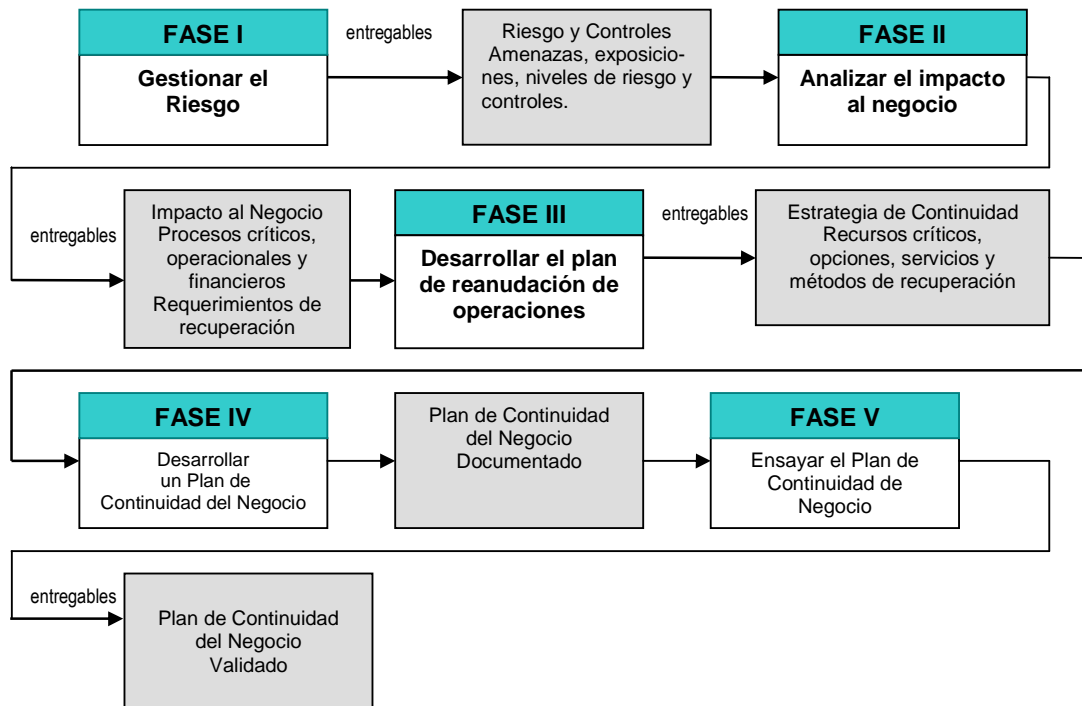 FASE I
Gestionar el
Riesgo
entregables
Riesgo y Controles
Amenazas, exposicio-
nes, niveles de riesgo y
controles.
FASE II
Analizar el impacto
al negocio
entregables
Impacto al Negocio
Procesos críticos,
operacionales y
financieros
Requerimientos de
recuperación
FASE III
Desarrollar el plan
de reanudación de
operaciones
entregables
Estrategia de Continuidad
Recursos críticos,
opciones, servicios y
métodos de recuperación
FASE IV
Desarrollar
un Plan de
Continuidad del Negocio
Plan de Continuidad
del Negocio
Documentado
FASE V
Ensayar el Plan de
Continuidad de
Negocio
entregables
Plan de Continuidad
del Negocio
Validado